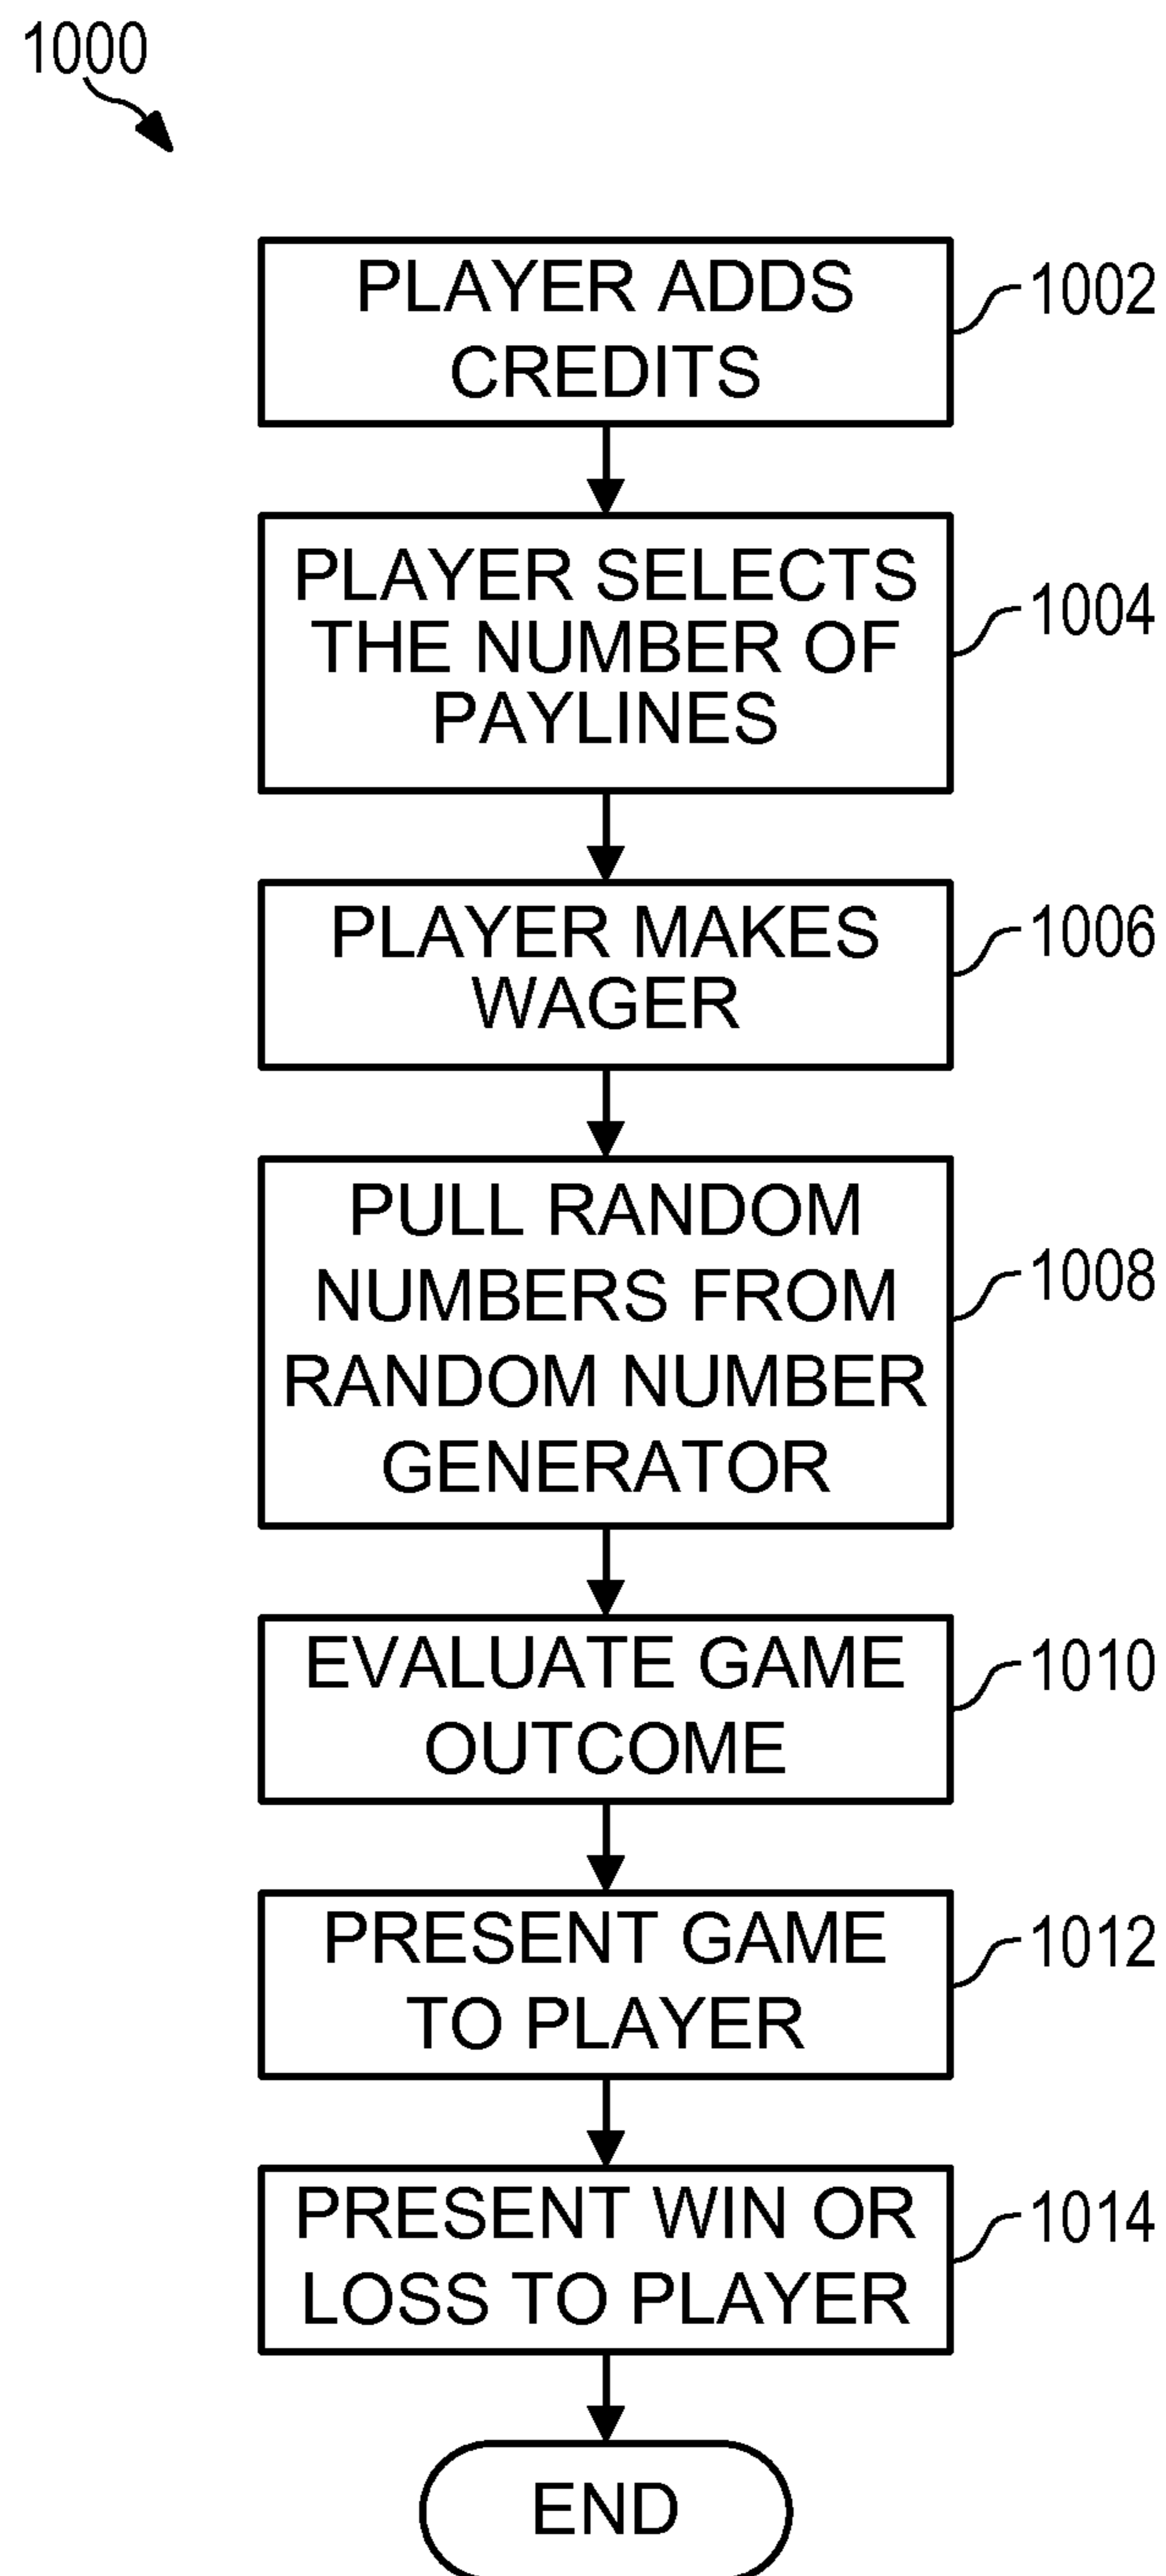 1000
PLAYER ADDS
CREDITS
1002
PLAYER SELECTS
THE NUMBER OF
PAYLINES
1004
PLAYER MAKES
WAGER
1006
PULL RANDOM
NUMBERS FROM
RANDOM NUMBER
GENERATOR
1008
EVALUATE GAME
OUTCOME
1010
PRESENT GAME
TO PLAYER
1012
PRESENT WIN OR
LOSS TO PLAYER
1014
END